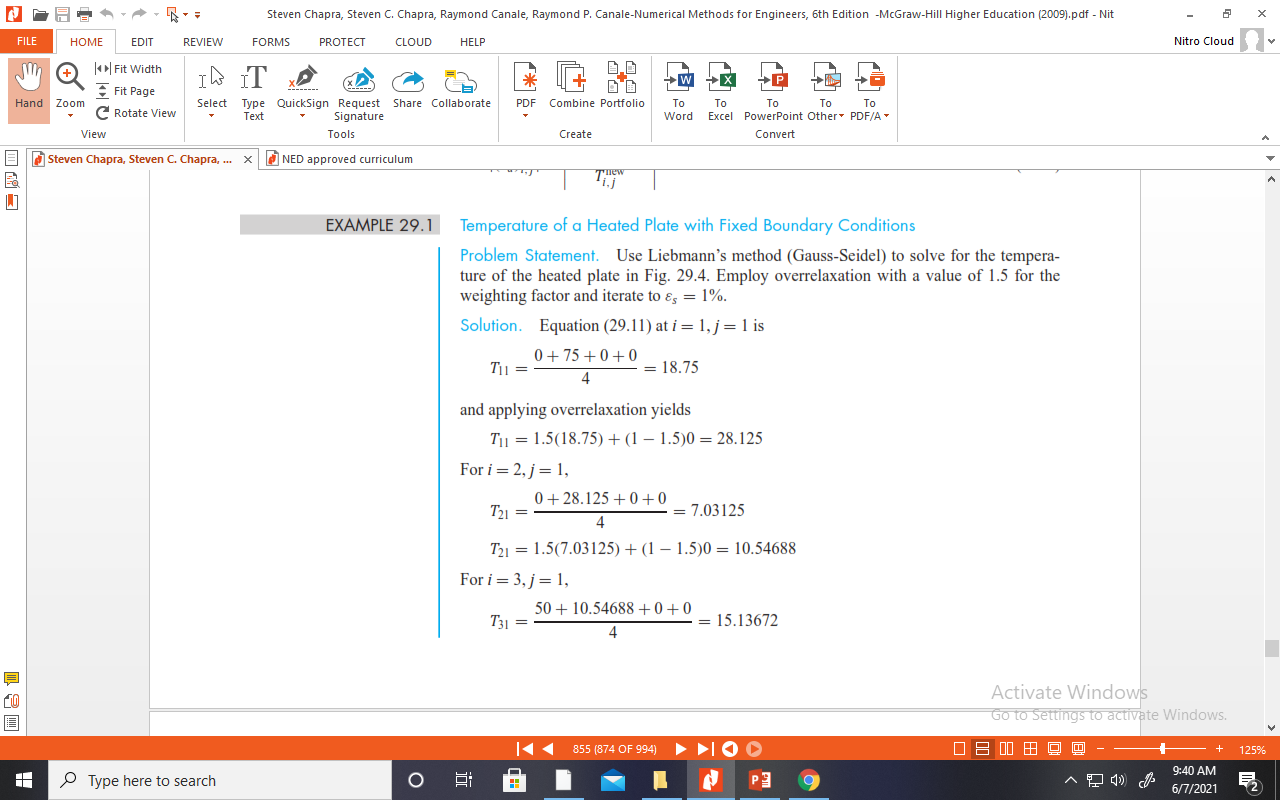 Steven Chapra, Steven C. Chapra, Raymond Canale, Raymond P. Canale-Numerical Methods for Engineers, 6th Edition -McGraw-Hill Higher Education (2009).pdf - Nit
FILE HOME EDIT REVIEW FORMS PROTECT CLOUD HELP
Nitro Cloud
Hand
Zoom
Fit Width
Fit Page
Rotate View
View
Select
Type Text
QuickSign
Request Signature
Share
Collaborate
Tools
PDF
Combine
Portfolio
Create
To Word
To Excel
To PowerPoint
To Other
To PDF/A
Convert
Steven Chapra, Steven C. Chapra, ...
NED approved curriculum
T new i, j
EXAMPLE 29.1 Temperature of a Heated Plate with Fixed Boundary Conditions
Problem Statement. Use Liebmann's method (Gauss-Seidel) to solve for the tempera-
ture of the heated plate in Fig. 29.4. Employ overrelaxation with a value of 1.5 for the
weighting factor and iterate to εs = 1%.
Solution. Equation (29.11) at i = 1, j = 1 is
T11 = (0 + 75 + 0 + 0) / 4 = 18.75
and applying overrelaxation yields
T11 = 1.5(18.75) + (1 − 1.5)0 = 28.125
For i = 2, j = 1,
T21 = (0 + 28.125 + 0 + 0) / 4 = 7.03125
T21 = 1.5(7.03125) + (1 − 1.5)0 = 10.54688
For i = 3, j = 1,
T31 = (50 + 10.54688 + 0 + 0) / 4 = 15.13672
Activate Windows
Go to Settings to activate Windows.
855 (874 OF 994)
125%
Type here to search
9:40 AM
6/7/2021
2